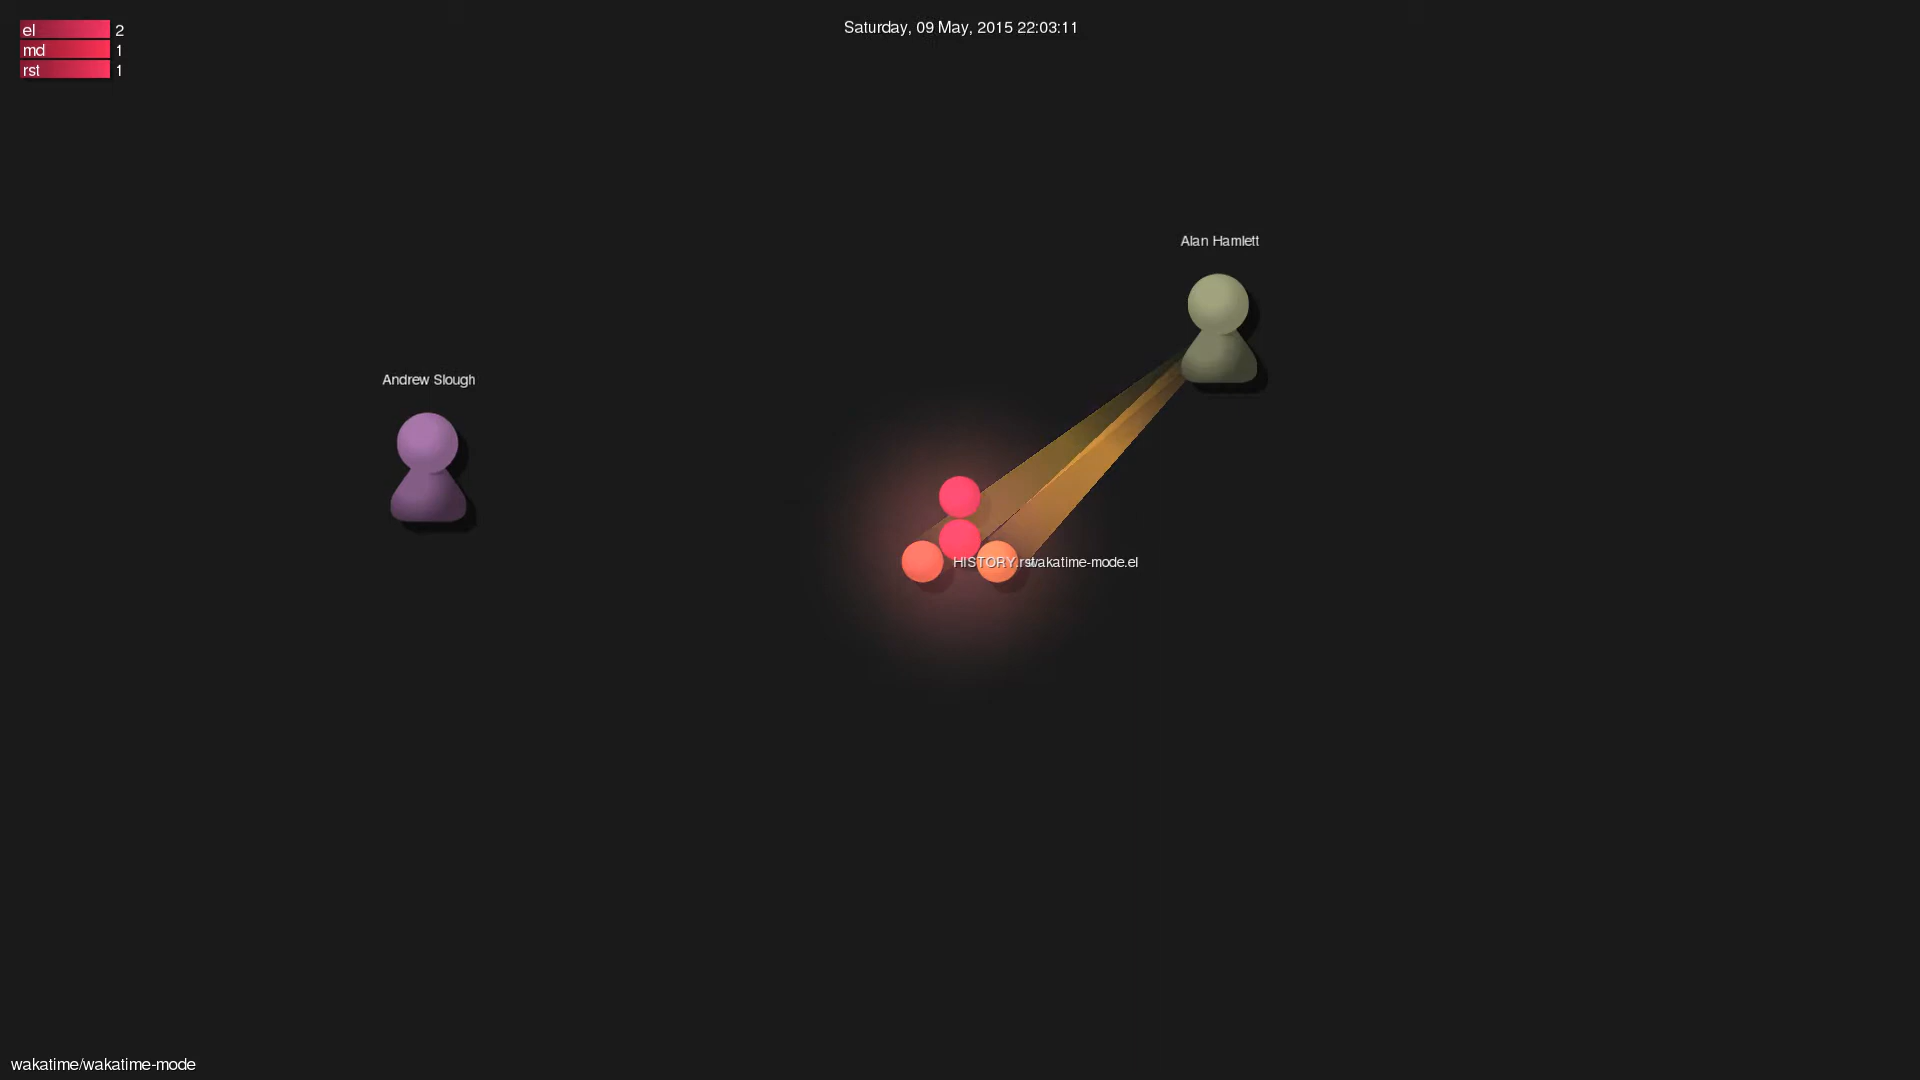 el 2
md 1
rst 1
Saturday, 09 May, 2015 22:03:11
Alan Hamlett
Andrew Slough
HISTORY.rst
wakatime-mode.el
wakatime/wakatime-mode